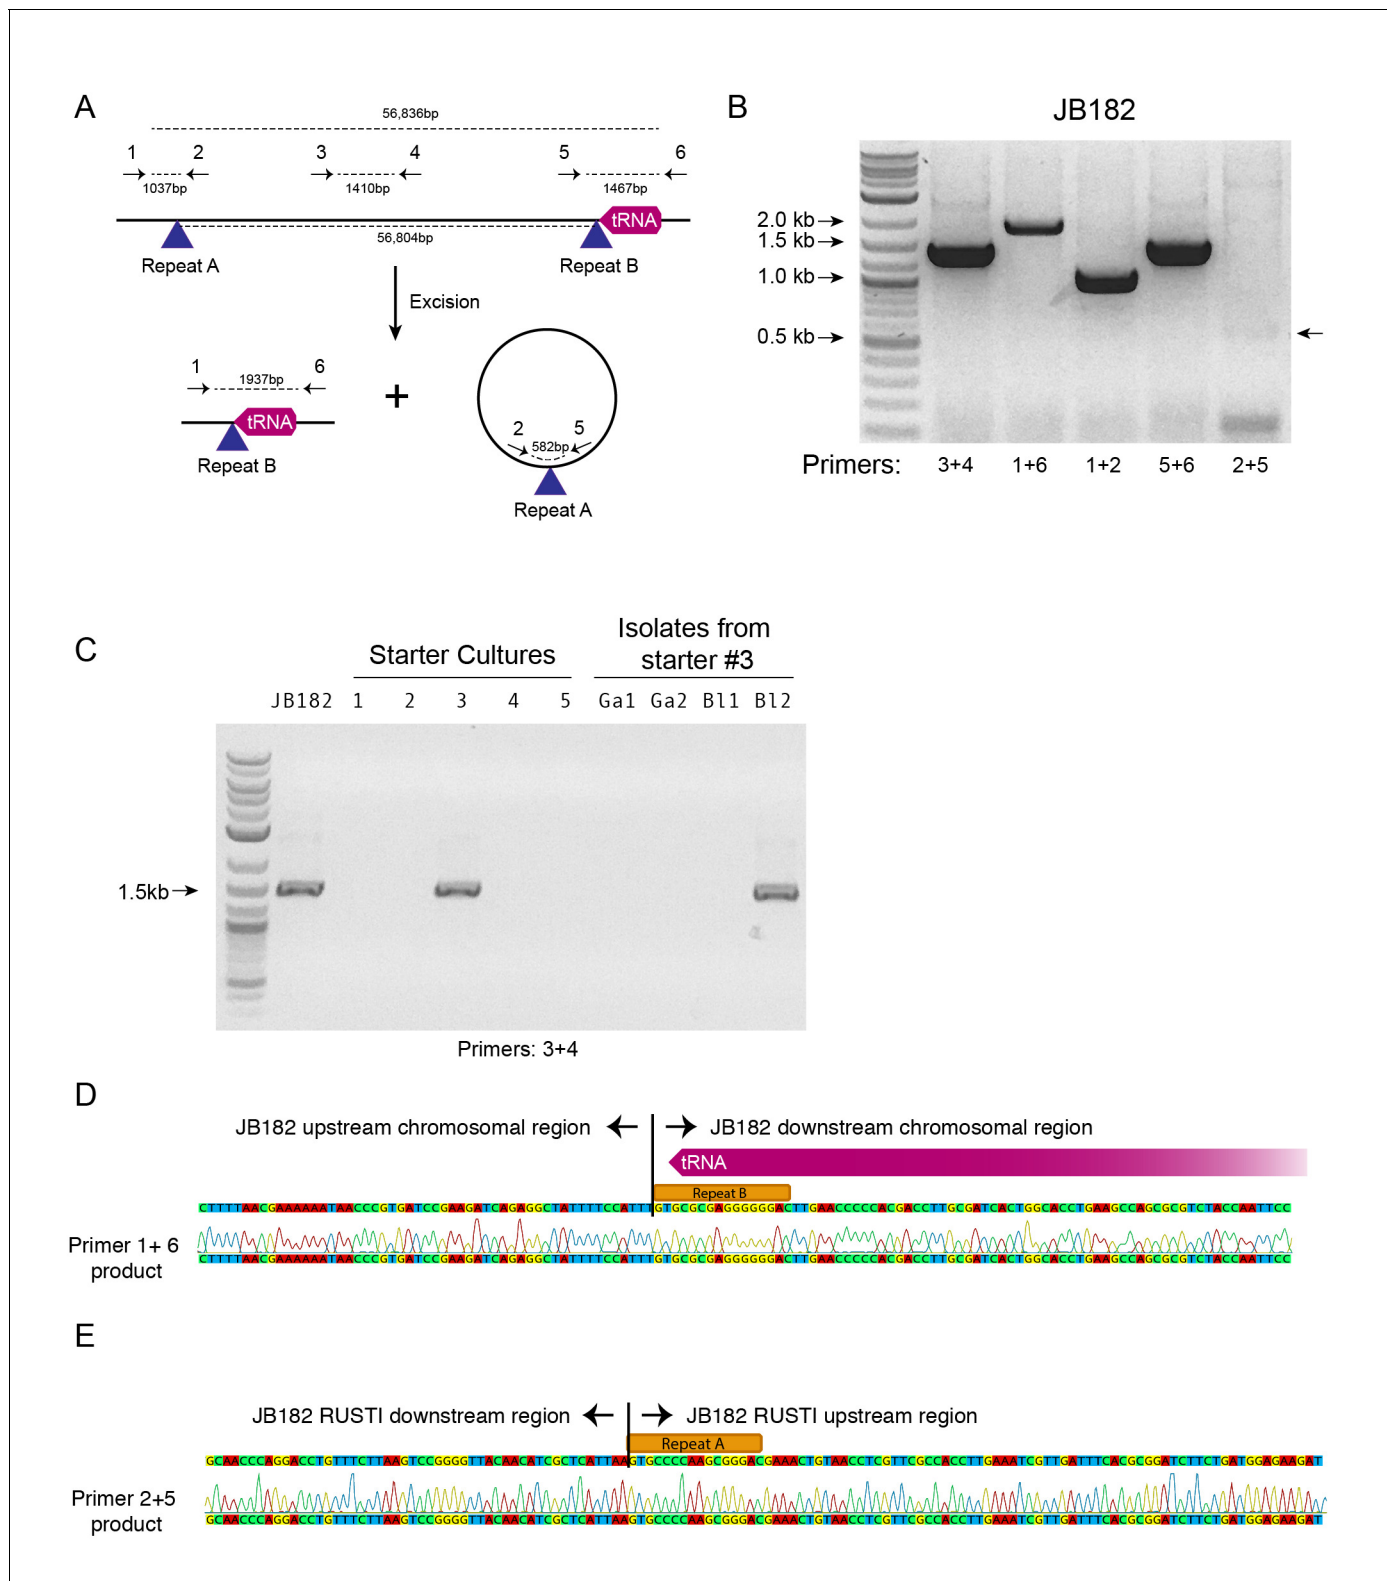 A
56,836bp
1 2 3 4 5 6
1037bp 1410bp 1467bp
tRNA
56,804bp
Repeat A Repeat B
Excision
1 6
1937bp
tRNA
Repeat B
+
2 5
582bp
Repeat A
B
JB182
2.0 kb
1.5 kb
1.0 kb
0.5 kb
Primers: 3+4 1+6 1+2 5+6 2+5
C
Starter Cultures
Isolates from
starter #3
JB182 1 2 3 4 5 Ga1 Ga2 Bl1 Bl2
1.5kb
Primers: 3+4
D
JB182 upstream chromosomal region JB182 downstream chromosomal region
tRNA
Repeat B
CTTTTAACGAAAAAATAACCCGTGATCCGAAGATCAGAGGCTATTTTCCATTTGTGCGCGAGGGGGGACTTGAACCCCCACGACCTTGCGATCACTGGCACCTGAAGCCAGCGCGTCTACCAATTCC
Primer 1+ 6
product
CTTTTAACGAAAAAATAACCCGTGATCCGAAGATCAGAGGCTATTTTCCATTTGTGCGCGAGGGGGGACTTGAACCCCCACGACCTTGCGATCACTGGCACCTGAAGCCAGCGCGTCTACCAATTCC
E
JB182 RUSTI downstream region JB182 RUSTI upstream region
Repeat A
GCAACCCAGGACCTGTTTCTTAAGTCCGGGGTTACAACATCGCTCATTAAGTGCCCCAAGCGGGACGAAACTGTAACCTCGTTCGCCACCTTGAAATCGTTGATTTCACGCGGATCTTCTGATGGAGAAGAT
Primer 2+5
product
GCAACCCAGGACCTGTTTCTTAAGTCCGGGGTTACAACATCGCTCATTAAGTGCCCCAAGCGGGACGAAACTGTAACCTCGTTCGCCACCTTGAAATCGTTGATTTCACGCGGATCTTCTGATGGAGAAGAT